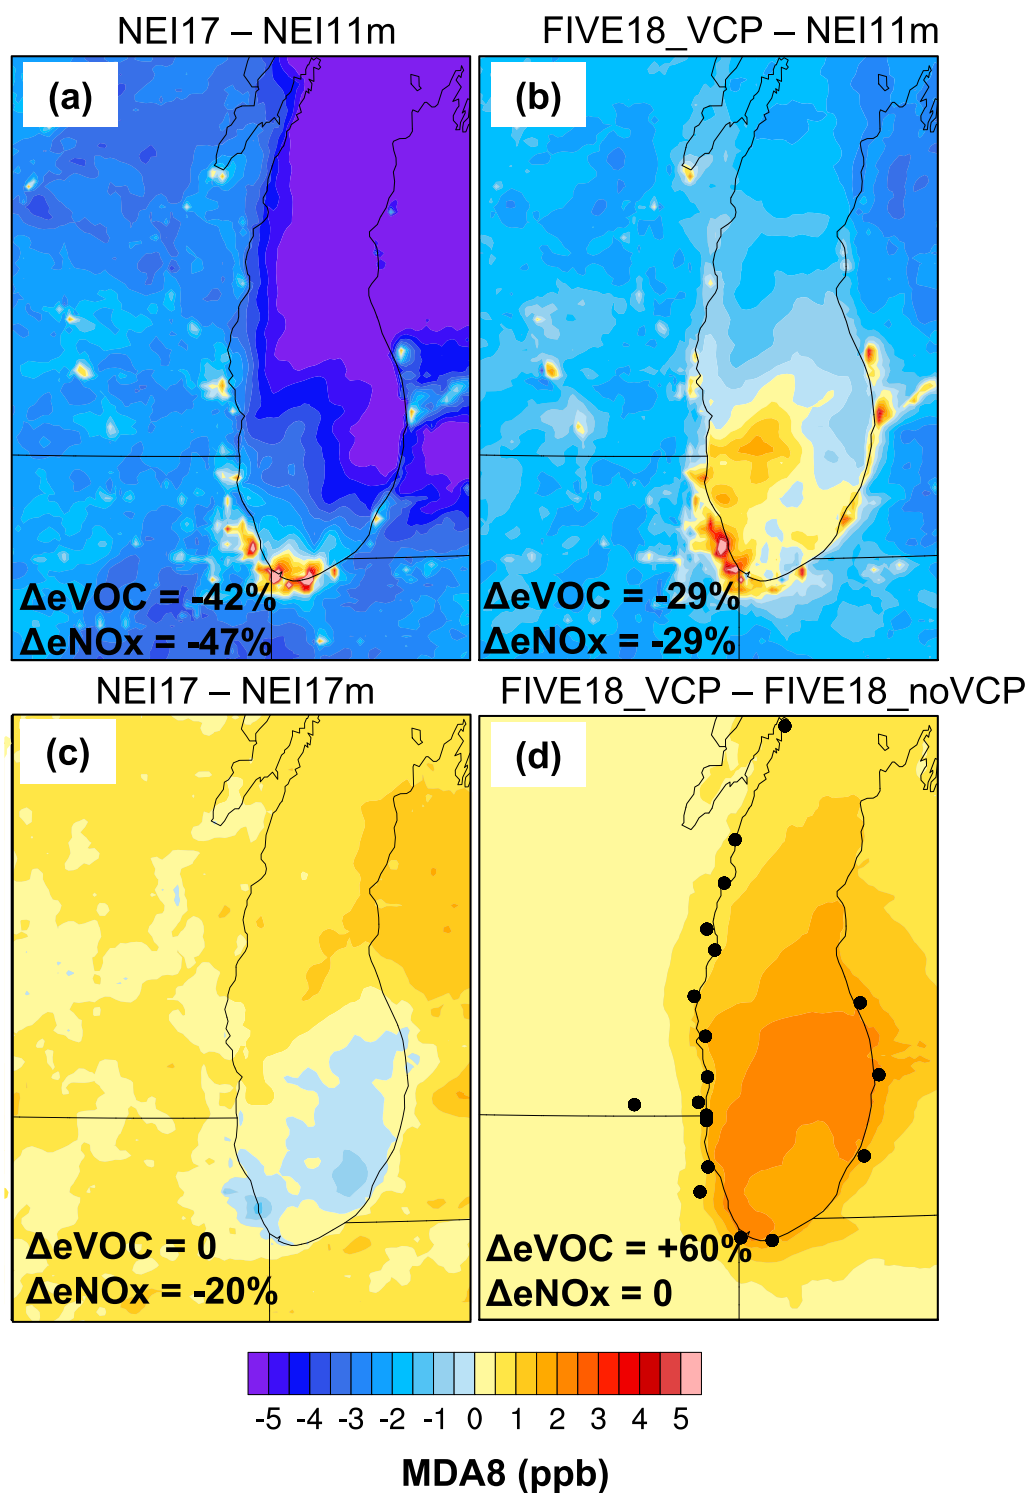 NEI17 – NEI11m
FIVE18_VCP – NEI11m
(a)
(b)
ΔeVOC = -42%
ΔeNOx = -47%
ΔeVOC = -29%
ΔeNOx = -29%
NEI17 – NEI17m
FIVE18_VCP – FIVE18_noVCP
(c)
(d)
ΔeVOC = 0
ΔeNOx = -20%
ΔeVOC = +60%
ΔeNOx = 0
-5 -4 -3 -2 -1 0 1 2 3 4 5
MDA8 (ppb)